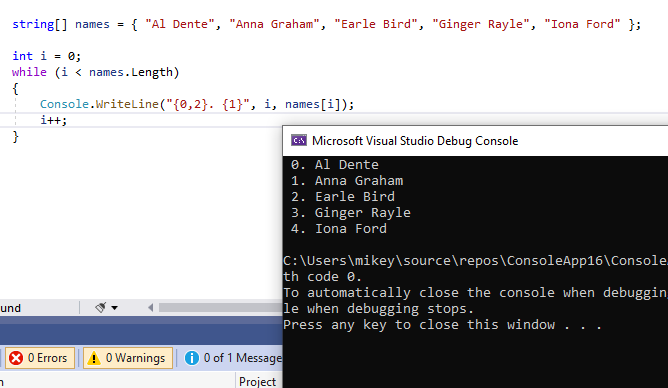 string[] names = { "Al Dente", "Anna Graham", "Earle Bird", "Ginger Rayle", "Iona Ford" };
int i = 0;
while (i < names.Length)
{
Console.WriteLine("{0,2}. {1}", i, names[i]);
i++;
}
C:\
Microsoft Visual Studio Debug Console
0. Al Dente
1. Anna Graham
2. Earle Bird
3. Ginger Rayle
4. Iona Ford
C:\Users\mikey\source\repos\ConsoleApp16\Console
th code 0.
To automatically close the console when debuggin
le when debugging stops.
Press any key to close this window . . .
und
0 Errors
0 Warnings
0 of 1 Message
Project